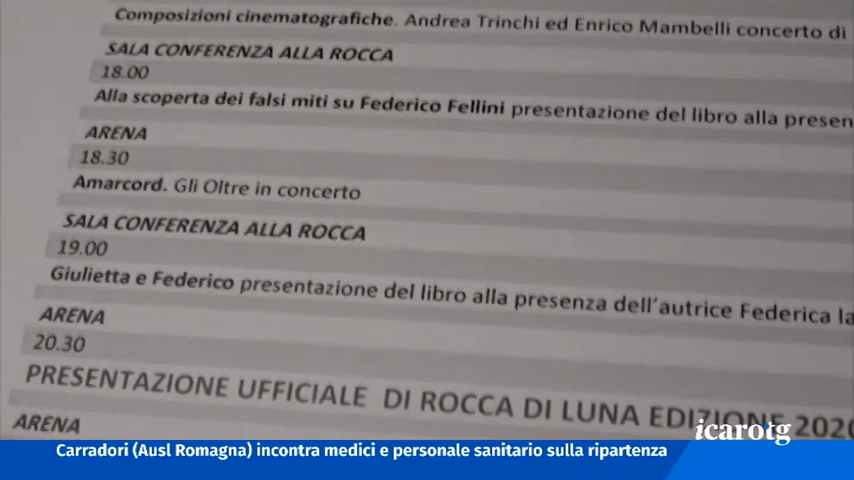 Composizioni cinematografiche. Andrea Trinchi ed Enrico Mambelli concerto di
SALA CONFERENZA ALLA ROCCA
18.00
Alla scoperta dei falsi miti su Federico Fellini presentazione del libro alla presen
ARENA
18.30
Amarcord. Gli Oltre in concerto
SALA CONFERENZA ALLA ROCCA
19.00
Giulietta e Federico presentazione del libro alla presenza dell'autrice Federica la
ARENA
20.30
PRESENTAZIONE UFFICIALE DI ROCCA DI LUNA EDIZIONE 2020
ARENA
icarotg
Carradori (Ausl Romagna) incontra medici e personale sanitario sulla ripartenza